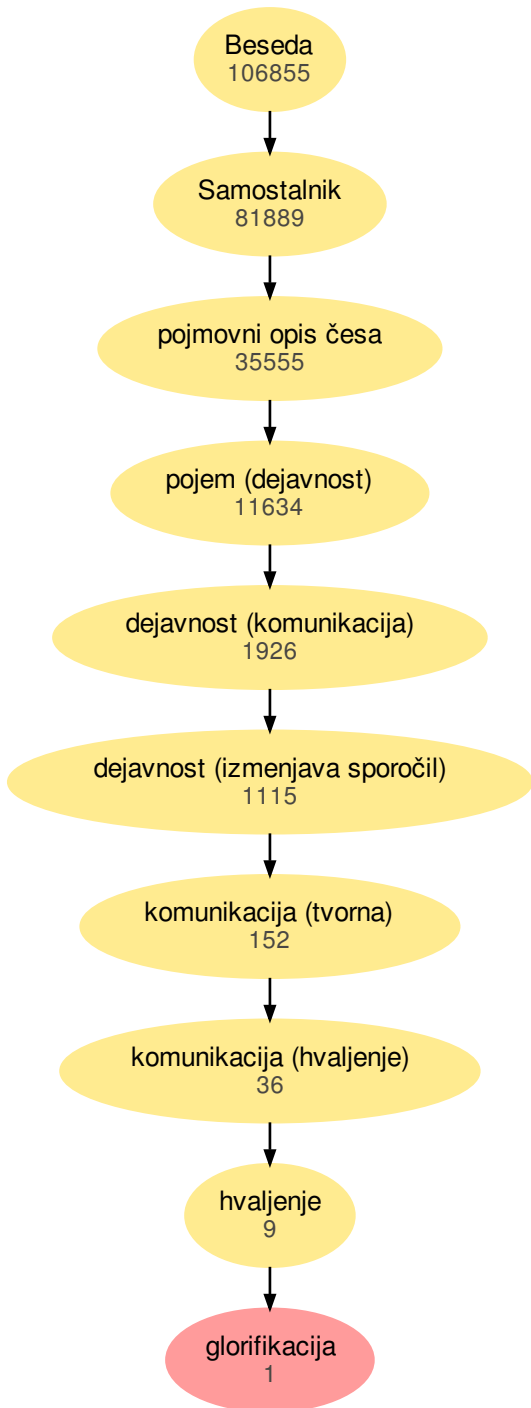 Beseda
106855
Samostalnik
81889
pojmovni opis česa
35555
pojem (dejavnost)
11634
dejavnost (komunikacija)
1926
dejavnost (izmenjava sporočil)
1115
komunikacija (tvorna)
152
komunikacija (hvaljenje)
36
hvaljenje
9
glorifikacija
1